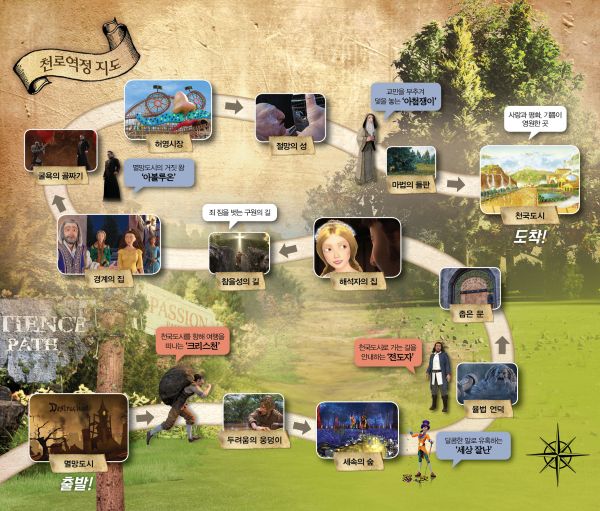 천로역정 지도
교만을 부추겨
덫을 놓는 '아첨쟁이'
사랑과 평화, 기쁨이
영원한 곳
허영시장
절망의 성
굴욕의 골짜기
멸망도시의 거짓 왕
'아볼루온'
마법의 들판
천국도시
도착!
죄 짐을 벗는 구원의 길
경계의 집
참을성의 길
해석자의 집
좁은 문
PASSION
TIENCE
PATH
천국도시를 향해 여행을
떠나는 '크리스천'
천국도시로 가는 길을
안내하는 '전도자'
Destruction
율법 언덕
두려움의 웅덩이
세속의 숲
멸망도시
출발!
달콤한 말로 유혹하는
'세상 잘난'